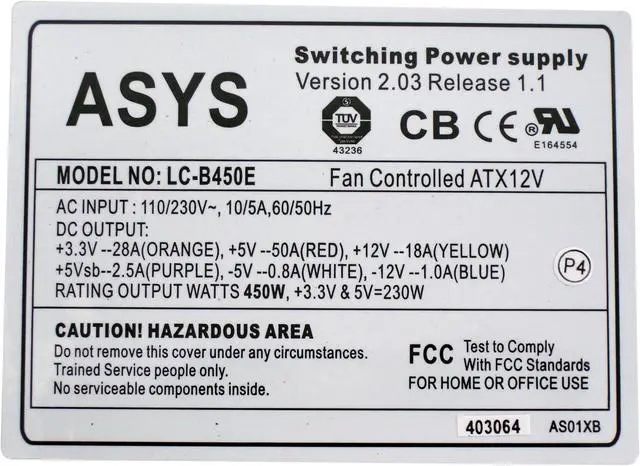 ASYS
Switching Power supply
Version 2.03 Release 1.1
TÜV
43236
CB CE ® RU
E164554
MODEL NO: LC-B450E Fan Controlled ATX12V
AC INPUT : 110/230V~, 10/5A,60/50Hz
DC OUTPUT:
+3.3V --28A(ORANGE), +5V --50A(RED), +12V --18A(YELLOW)
+5Vsb--2.5A(PURPLE), -5V --0.8A(WHITE), -12V --1.0A(BLUE)
P4
RATING OUTPUT WATTS 450W, +3.3V & 5V=230W
CAUTION! HAZARDOUS AREA
Do not remove this cover under any circumstances.
Trained Service people only.
No serviceable components inside.
FCC Test to Comply
With FCC Standards
FOR HOME OR OFFICE USE
403064 AS01XB